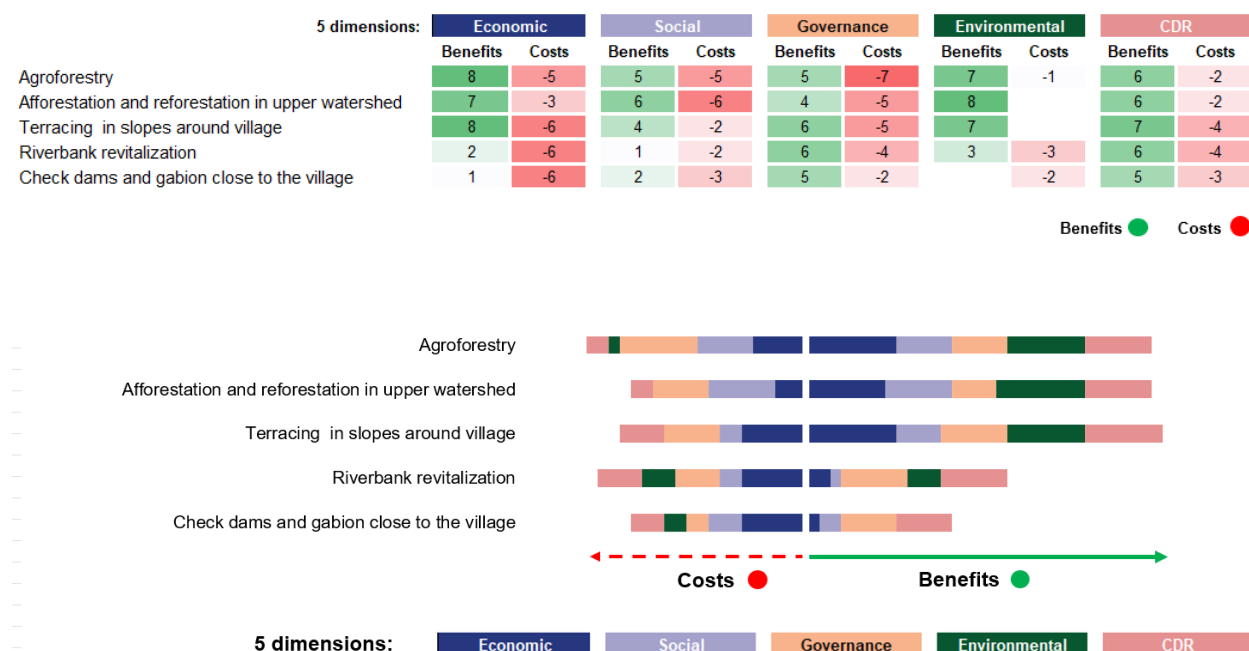 5 dimensions: Economic Social Governance Environmental CDR
Benefits Costs Benefits Costs Benefits Costs Benefits Costs Benefits Costs
Agroforestry 8 -5 5 -5 5 -7 7 -1 6 -2
Afforestation and reforestation in upper watershed 7 -3 6 -6 4 -5 8 6 -2
Terracing in slopes around village 8 -6 4 -2 6 -5 7 7 -4
Riverbank revitalization 2 -6 1 -2 6 -4 3 -3 6 -4
Check dams and gabion close to the village 1 -6 2 -3 5 -2 -2 5 -3
Benefits Costs
Agroforestry
Afforestation and reforestation in upper watershed
Terracing in slopes around village
Riverbank revitalization
Check dams and gabion close to the village
Costs Benefits
5 dimensions: Economic Social Governance Environmental CDR